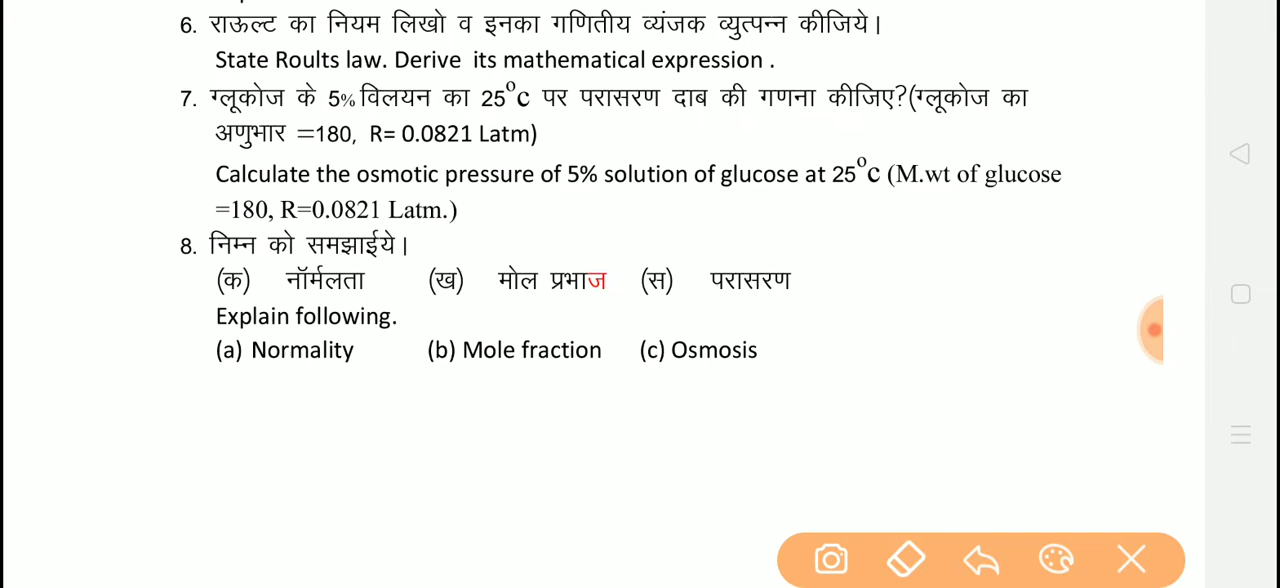 6. राऊल्ट का नियम लिखो व इनका गणितीय व्यंजक व्युत्पन्न कीजिये।
State Roults law. Derive its mathematical expression .
7. ग्लूकोज के 5% विलयन का 25°c पर परासरण दाब की गणना कीजिए?(ग्लूकोज का
अणुभार =180, R= 0.0821 Latm)
Calculate the osmotic pressure of 5% solution of glucose at 25°c (M.wt of glucose
=180, R=0.0821 Latm.)
8. निम्न को समझाईये।
(क) नॉर्मलता (ख) मोल प्रभाज (स) परासरण
Explain following.
(a) Normality (b) Mole fraction (c) Osmosis